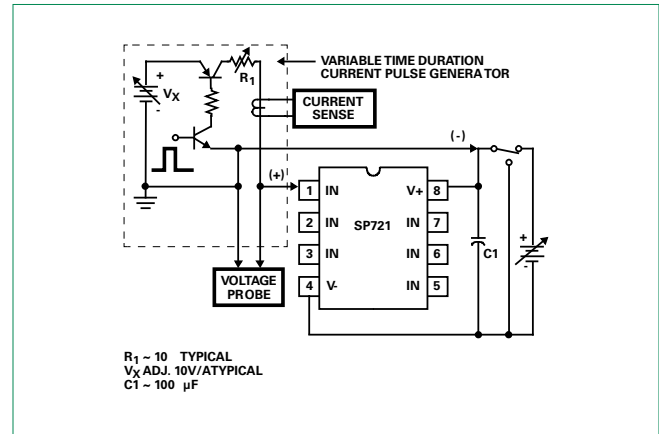 VARIABLE TIME DURATION
CURRENT PULSE GENERATOR
+
VX
-
R1
CURRENT
SENSE
(-)
(+)
1 IN V+ 8
2 IN SP721 IN 7
3 IN IN 6
4 V- IN 5
C1
+
-
VOLTAGE
PROBE
R1 ~ 10 TYPICAL
VX ADJ. 10V/ATYPICAL
C1 ~ 100 µF